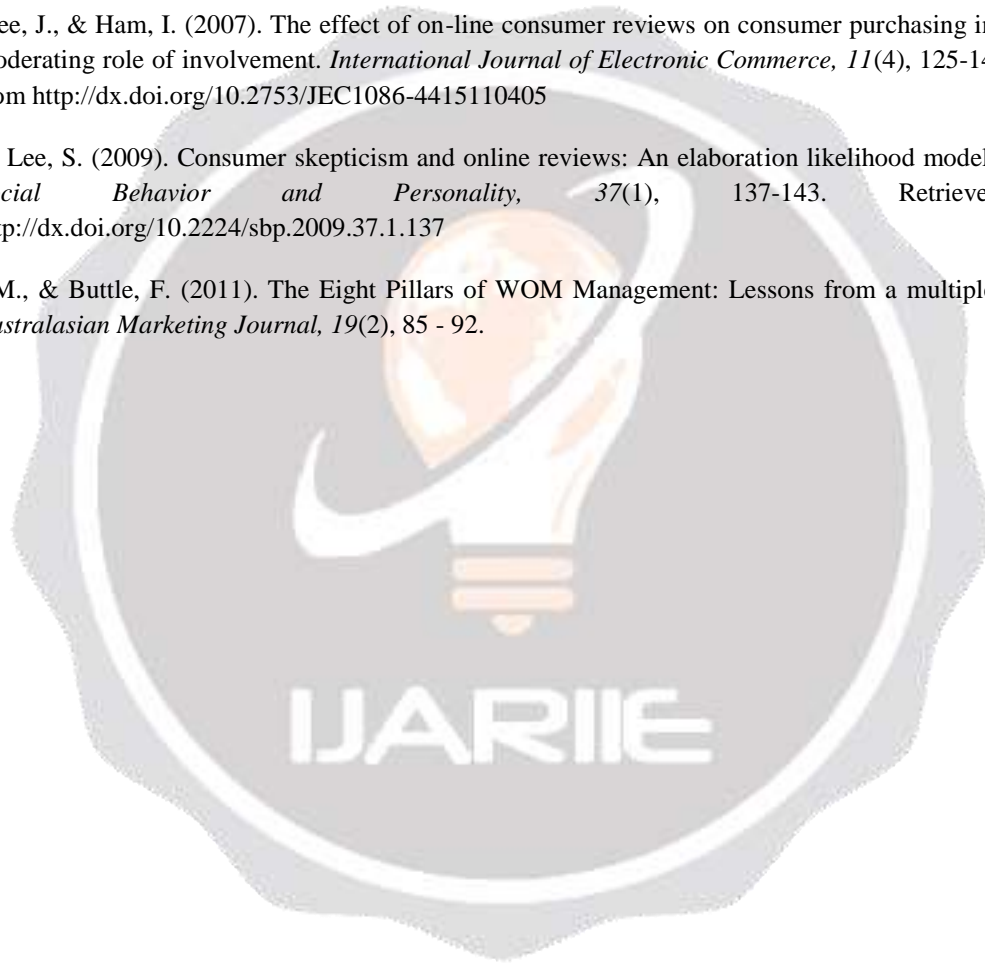 ee, J., & Ham, I. (2007). The effect of on-line consumer reviews on consumer purchasing in
oderating role of involvement. International Journal of Electronic Commerce, 11(4), 125-14
om http://dx.doi.org/10.2753/JEC1086-4415110405
Lee, S. (2009). Consumer skepticism and online reviews: An elaboration likelihood model
cial Behavior and Personality, 37(1), 137-143. Retrieve
tp://dx.doi.org/10.2224/sbp.2009.37.1.137
M., & Buttle, F. (2011). The Eight Pillars of WOM Management: Lessons from a multiple
ustralasian Marketing Journal, 19(2), 85 - 92.
IJARIIE